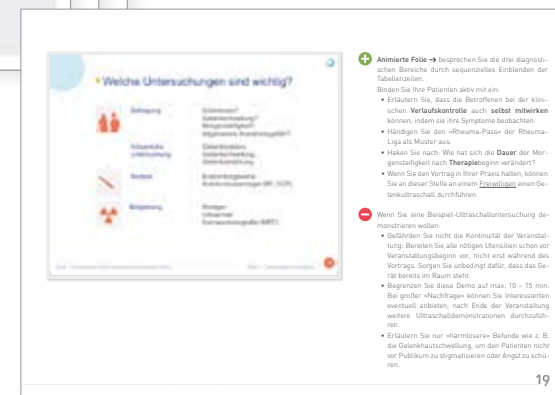 Welche Untersuchungen sind wichtig?
Befragung
Schmerzen?
Gelenkschwellung?
Morgensteifigkeit?
Körperliche
untersuchung
Gelenkfunktion,
Gelenkschwellung,
Labortests
Bildgebung
Röntgen
Ultraschall
Animierte Folie → besprechen Sie die drei diagnosti-
schen Bereiche durch sequenzielles Einblenden der
Tabellenzeilen.
Binden Sie Ihre Patienten aktiv mit ein:
• Erläutern Sie, dass die Betroffenen bei der klini-
schen Verlaufskontrolle auch selbst mitwirken
können, indem sie ihre Symptome beobachten.
• Händigen Sie den »Rheuma-Pass« der Rheuma-
Liga als Muster aus.
• Haken Sie nach: Wie hat sich die Dauer der Mor-
gensteifigkeit nach Therapiebeginn verändert?
• Wenn Sie den Vortrag in Ihrer Praxis halten, können
Sie an dieser Stelle an einem Freiwilligen einen Ge-
lenkultraschall durchführen.
Wenn Sie eine Beispiel-Ultraschalluntersuchung de-
monstrieren wollen:
• Gefährden Sie nicht die Kontinuität der Veranstal-
tung: Bereiten Sie alle nötigen Utensilien schon vor
Veranstaltungsbeginn vor, nicht erst während des
Vortrags. Sorgen Sie unbedingt dafür, dass das Ge-
rät bereits im Raum steht.
• Begrenzen Sie diese Demo auf max. 10 – 15 min.
Bei großer »Nachfrage« können Sie Interessierten
eventuell anbieten, nach Ende der Veranstaltung
weitere Ultraschalldemonstrationen durchzufüh-
ren.
• Erläutern Sie nur »harmlosere« Befunde wie z. B.
die Gelenkhautschwellung, um den Patienten nicht
vor Publikum zu stigmatisieren oder Angst zu schü-
ren.
19